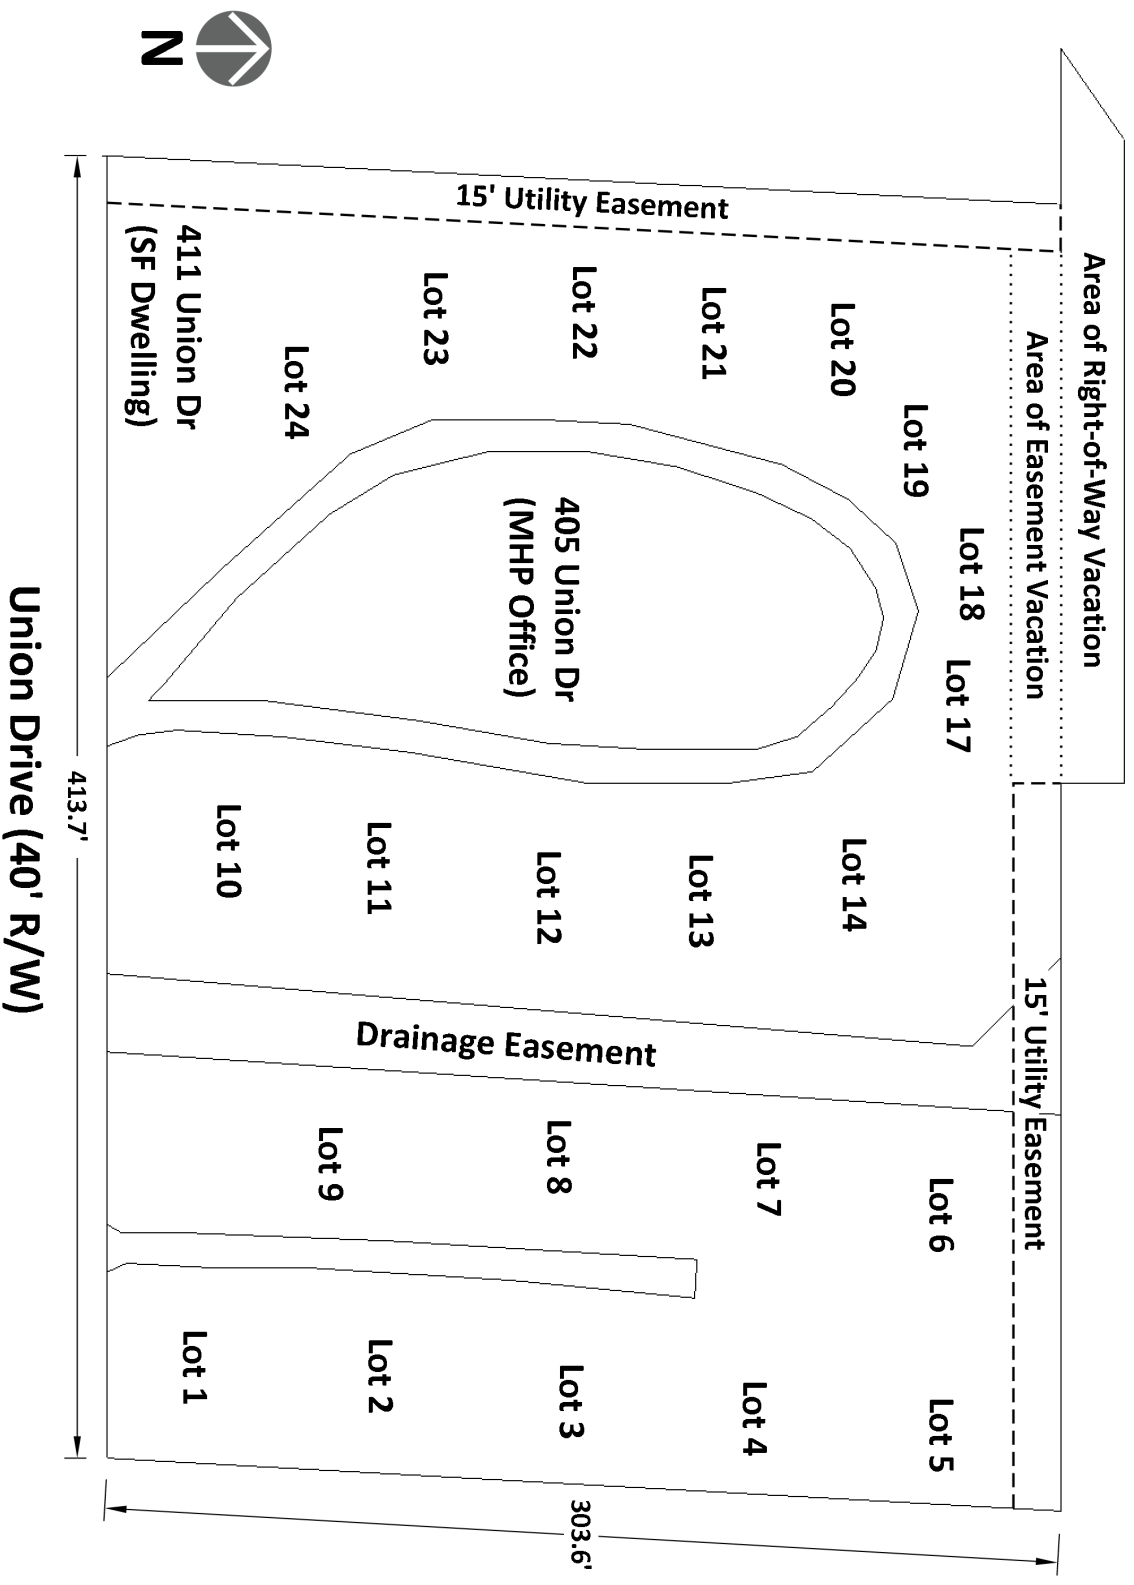 N
Area of Right-of-Way Vacation
Area of Easement Vacation
15' Utility Easement
15' Utility Easement
Lot 18
Lot 17
Lot 19
Lot 20
Lot 14
Lot 6
Lot 5
Lot 21
Lot 13
Lot 7
Lot 4
Lot 22
405 Union Dr
(MHP Office)
Lot 12
Drainage Easement
Lot 8
Lot 3
303.6'
Lot 23
Lot 11
Lot 9
Lot 2
Lot 24
Lot 10
Lot 1
411 Union Dr
(SF Dwelling)
413.7'
Union Drive (40' R/W)